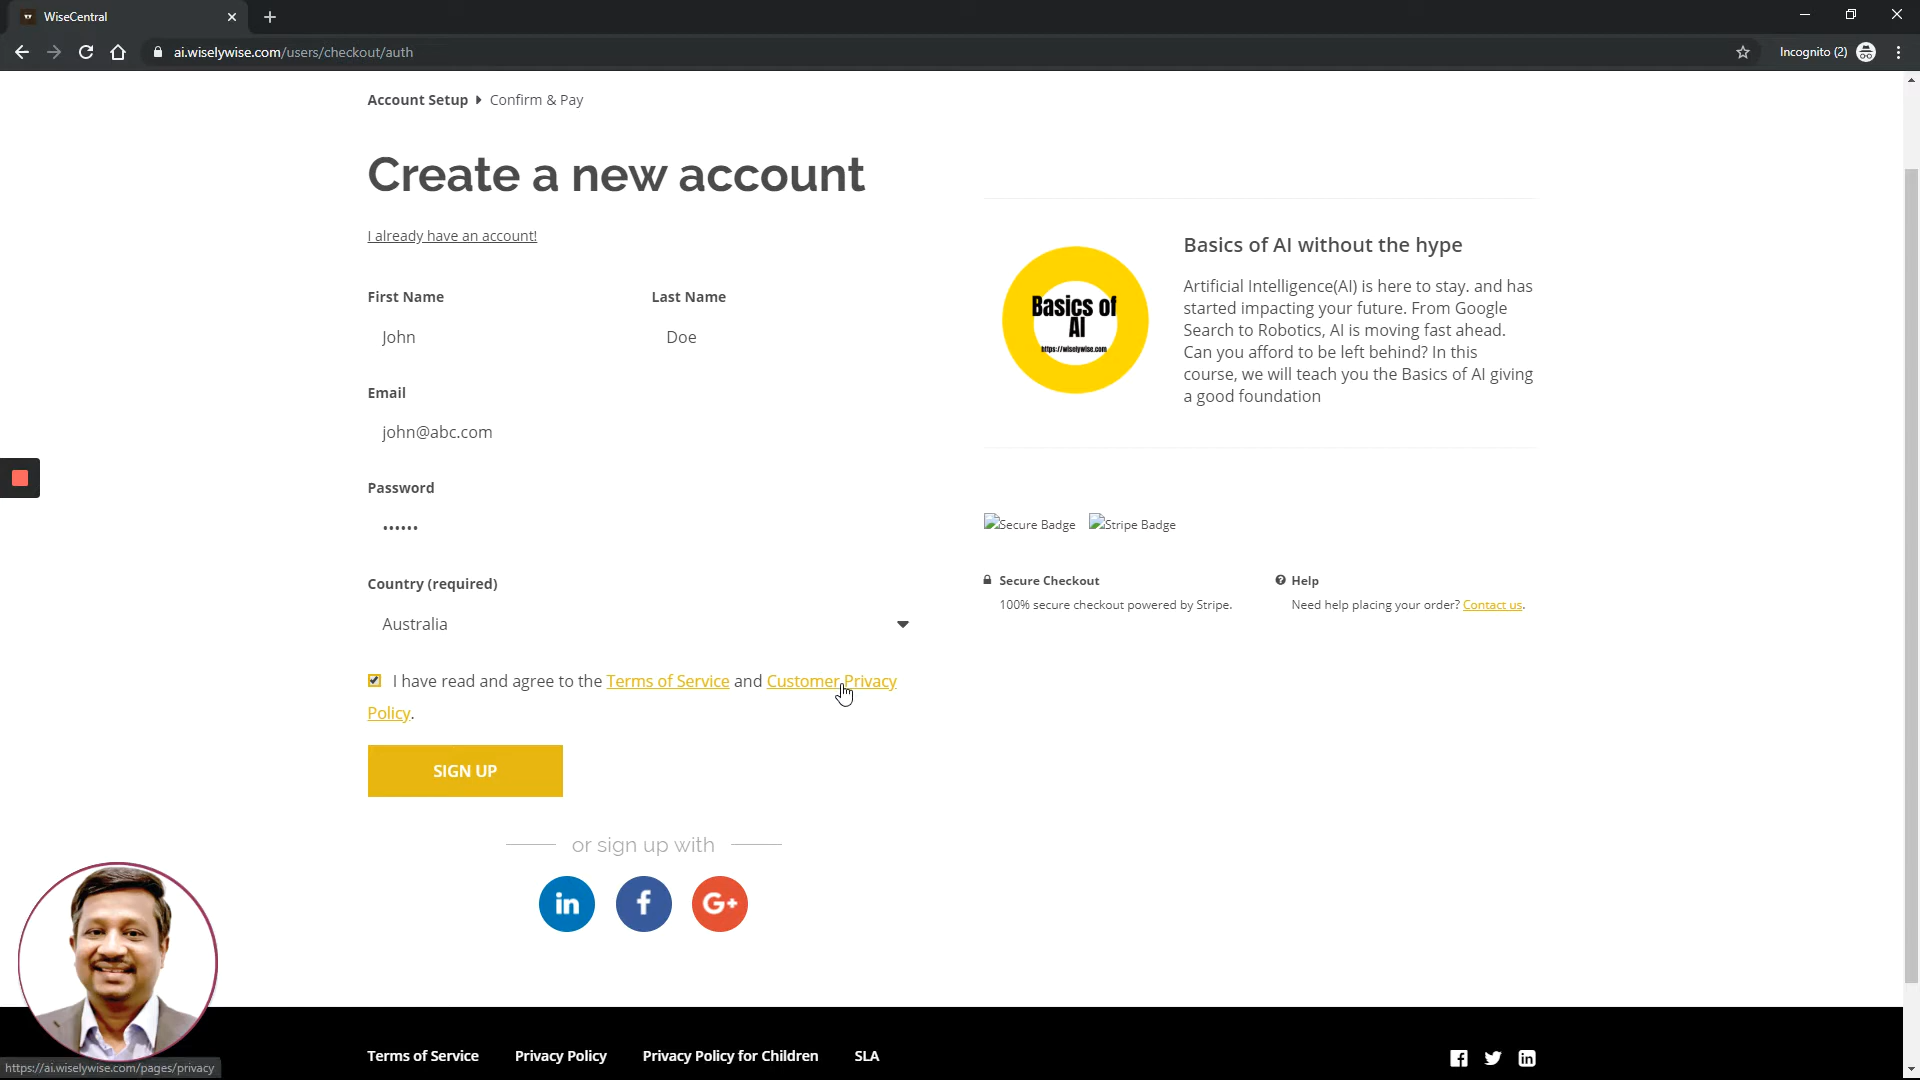 WiseCentral
ai.wiselywise.com/users/checkout/auth
Incognito (2)
Account Setup Confirm & Pay
Create a new account
I already have an account!
First Name
Last Name
John
Doe
Email
john@abc.com
Password
••••••
Country (required)
Australia
I have read and agree to the Terms of Service and Customer Privacy
Policy.
SIGN UP
or sign up with
in
f
G+
Basics of
AI
https://wiselywise.com
Basics of AI without the hype
Artificial Intelligence(AI) is here to stay. and has
started impacting your future. From Google
Search to Robotics, AI is moving fast ahead.
Can you afford to be left behind? In this
course, we will teach you the Basics of AI giving
a good foundation
Secure Badge
Stripe Badge
Secure Checkout
100% secure checkout powered by Stripe.
Help
Need help placing your order? Contact us.
Terms of Service
Privacy Policy
Privacy Policy for Children
SLA
https://ai.wiselywise.com/pages/privacy